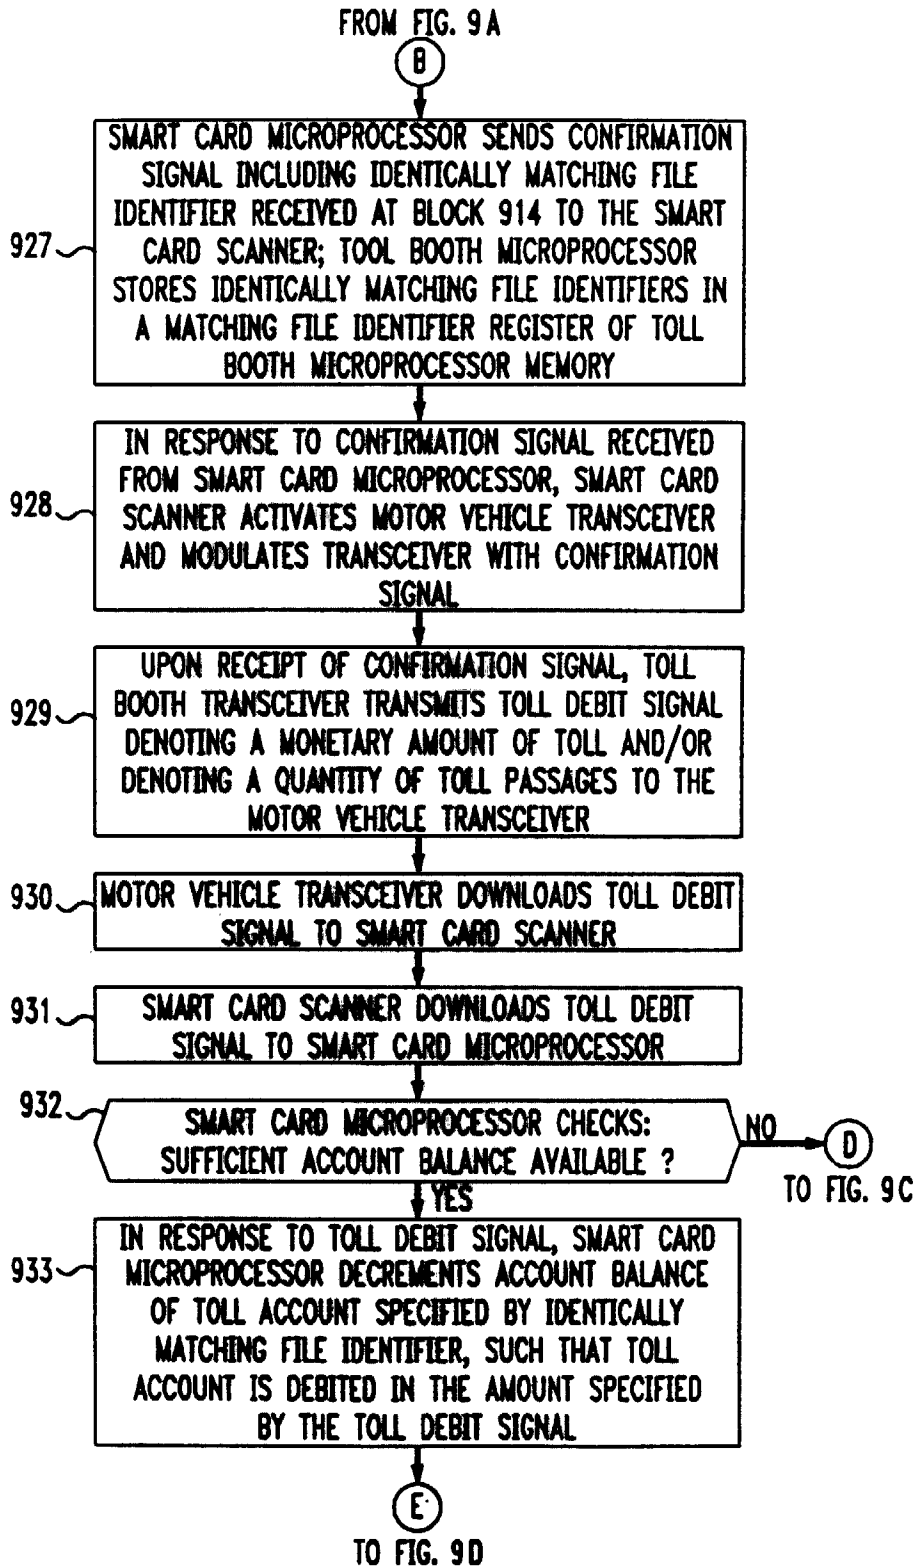 FROM FIG. 9A
B
SMART CARD MICROPROCESSOR SENDS CONFIRMATION
SIGNAL INCLUDING IDENTICALLY MATCHING FILE
IDENTIFIER RECEIVED AT BLOCK 914 TO THE SMART
CARD SCANNER; TOOL BOOTH MICROPROCESSOR
STORES IDENTICALLY MATCHING FILE IDENTIFIERS IN
A MATCHING FILE IDENTIFIER REGISTER OF TOLL
BOOTH MICROPROCESSOR MEMORY
927
IN RESPONSE TO CONFIRMATION SIGNAL RECEIVED
FROM SMART CARD MICROPROCESSOR, SMART CARD
SCANNER ACTIVATES MOTOR VEHICLE TRANSCEIVER
AND MODULATES TRANSCEIVER WITH CONFIRMATION
SIGNAL
928
UPON RECEIPT OF CONFIRMATION SIGNAL, TOLL
BOOTH TRANSCEIVER TRANSMITS TOLL DEBIT SIGNAL
DENOTING A MONETARY AMOUNT OF TOLL AND/OR
DENOTING A QUANTITY OF TOLL PASSAGES TO THE
MOTOR VEHICLE TRANSCEIVER
929
MOTOR VEHICLE TRANSCEIVER DOWNLOADS TOLL DEBIT
SIGNAL TO SMART CARD SCANNER
930
SMART CARD SCANNER DOWNLOADS TOLL DEBIT
SIGNAL TO SMART CARD MICROPROCESSOR
931
SMART CARD MICROPROCESSOR CHECKS:
SUFFICIENT ACCOUNT BALANCE AVAILABLE ?
932
NO
D
TO FIG. 9C
YES
IN RESPONSE TO TOLL DEBIT SIGNAL, SMART CARD
MICROPROCESSOR DECREMENTS ACCOUNT BALANCE
OF TOLL ACCOUNT SPECIFIED BY IDENTICALLY
MATCHING FILE IDENTIFIER, SUCH THAT TOLL
ACCOUNT IS DEBITED IN THE AMOUNT SPECIFIED
BY THE TOLL DEBIT SIGNAL
933
E
TO FIG. 9D